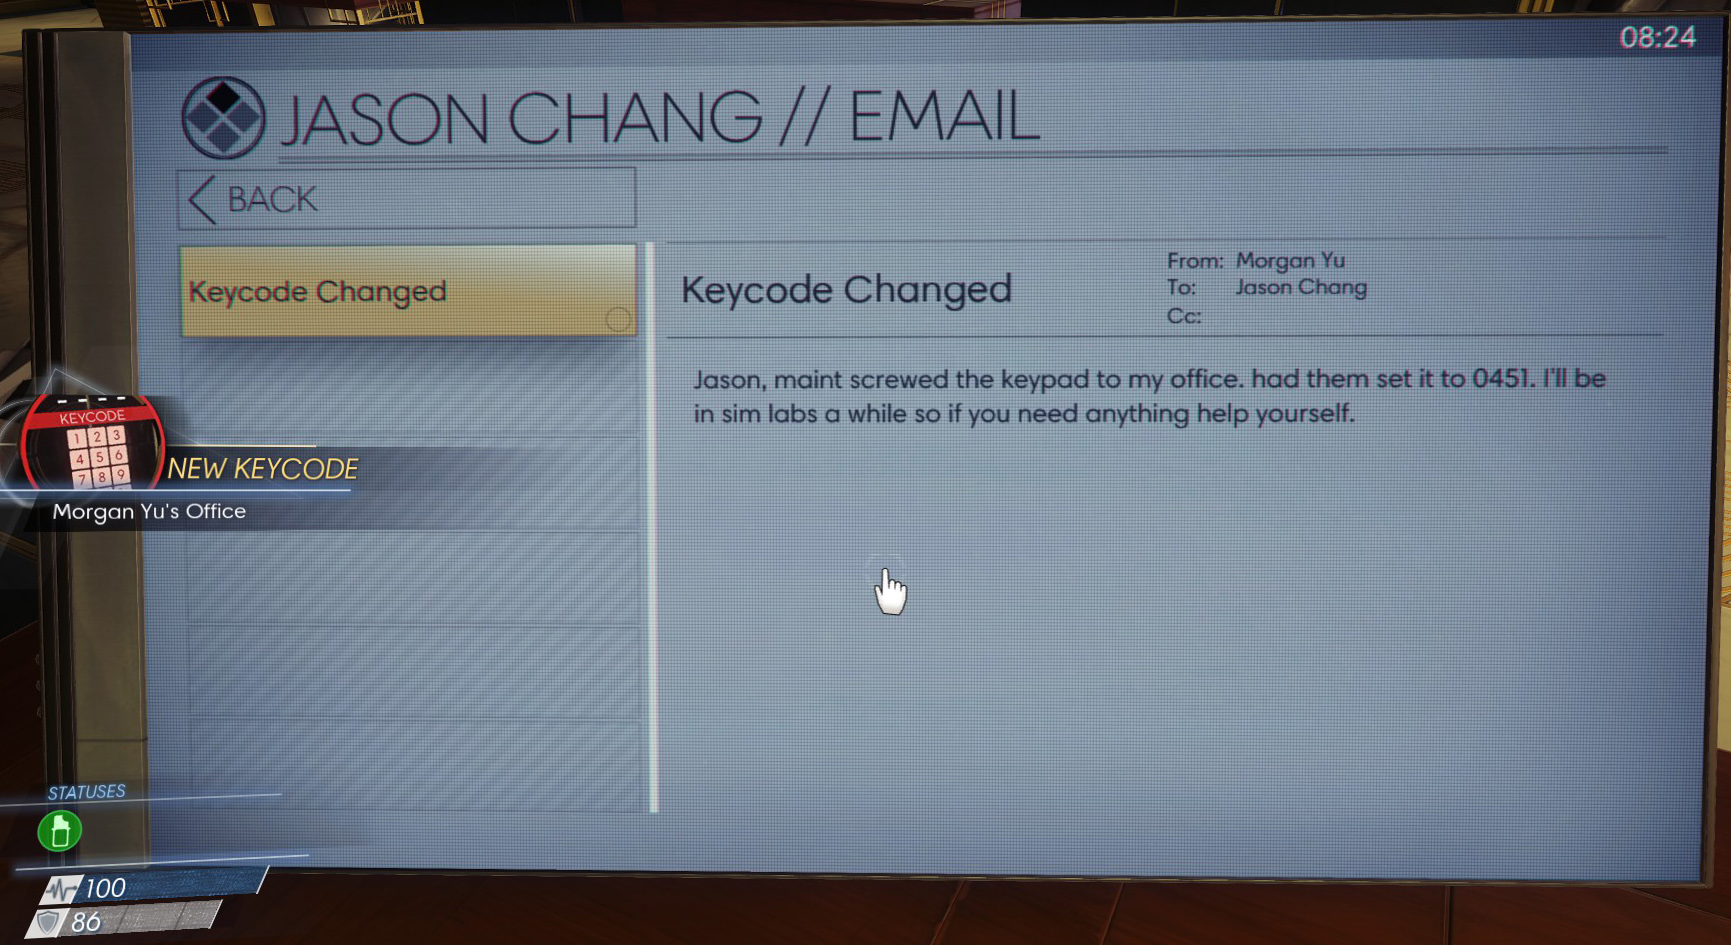 08:24
JASON CHANG // EMAIL
BACK
Keycode Changed
Keycode Changed
From: Morgan Yu
To: Jason Chang
Cc:
Jason, maint screwed the keypad to my office. had them set it to 0451. I'll be
in sim labs a while so if you need anything help yourself.
KEYCODE
1 2 3
4 5 6
7 8 9
NEW KEYCODE
Morgan Yu's Office
STATUSES
100
86